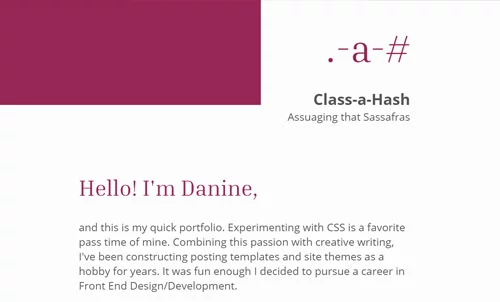 .-a-#
Class-a-Hash
Assuaging that Sassafras
Hello! I'm Danine,
and this is my quick portfolio. Experimenting with CSS is a favorite
pass time of mine. Combining this passion with creative writing,
I've been constructing posting templates and site themes as a
hobby for years. It was fun enough I decided to pursue a career in
Front End Design/Development.